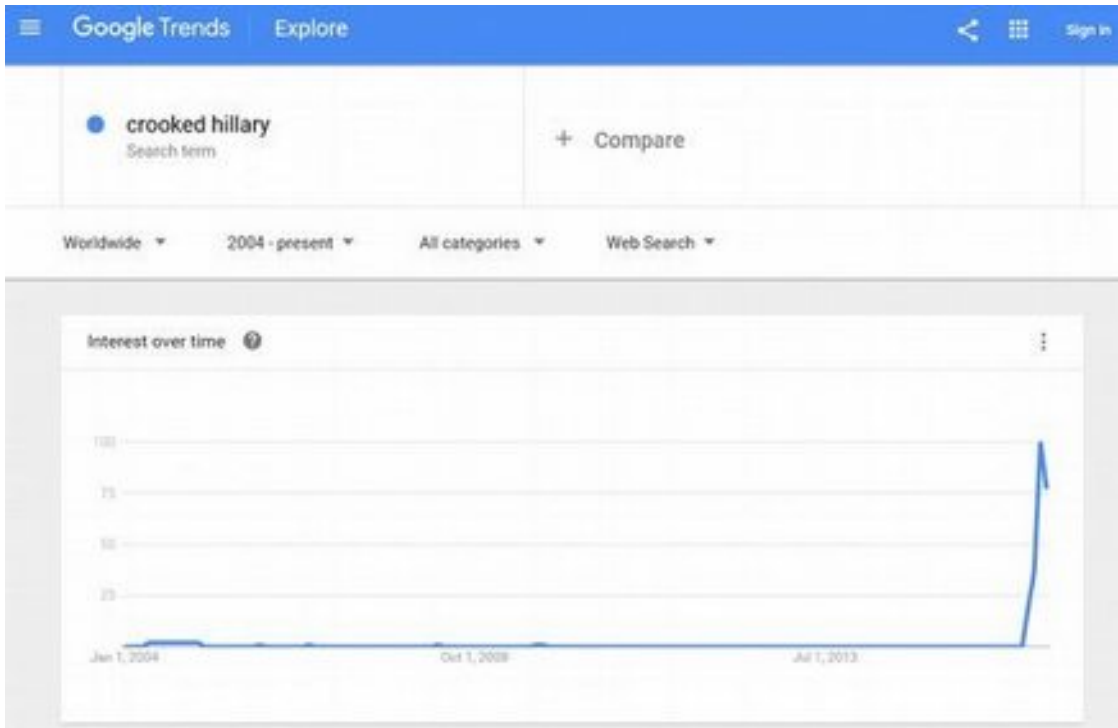 Google Trends Explore Sign in
crooked hillary
Search term
+ Compare
Worldwide 2004 - present All categories Web Search
Interest over time
100
75
50
25
Jan 1, 2004 Oct 1, 2008 Jul 1, 2013